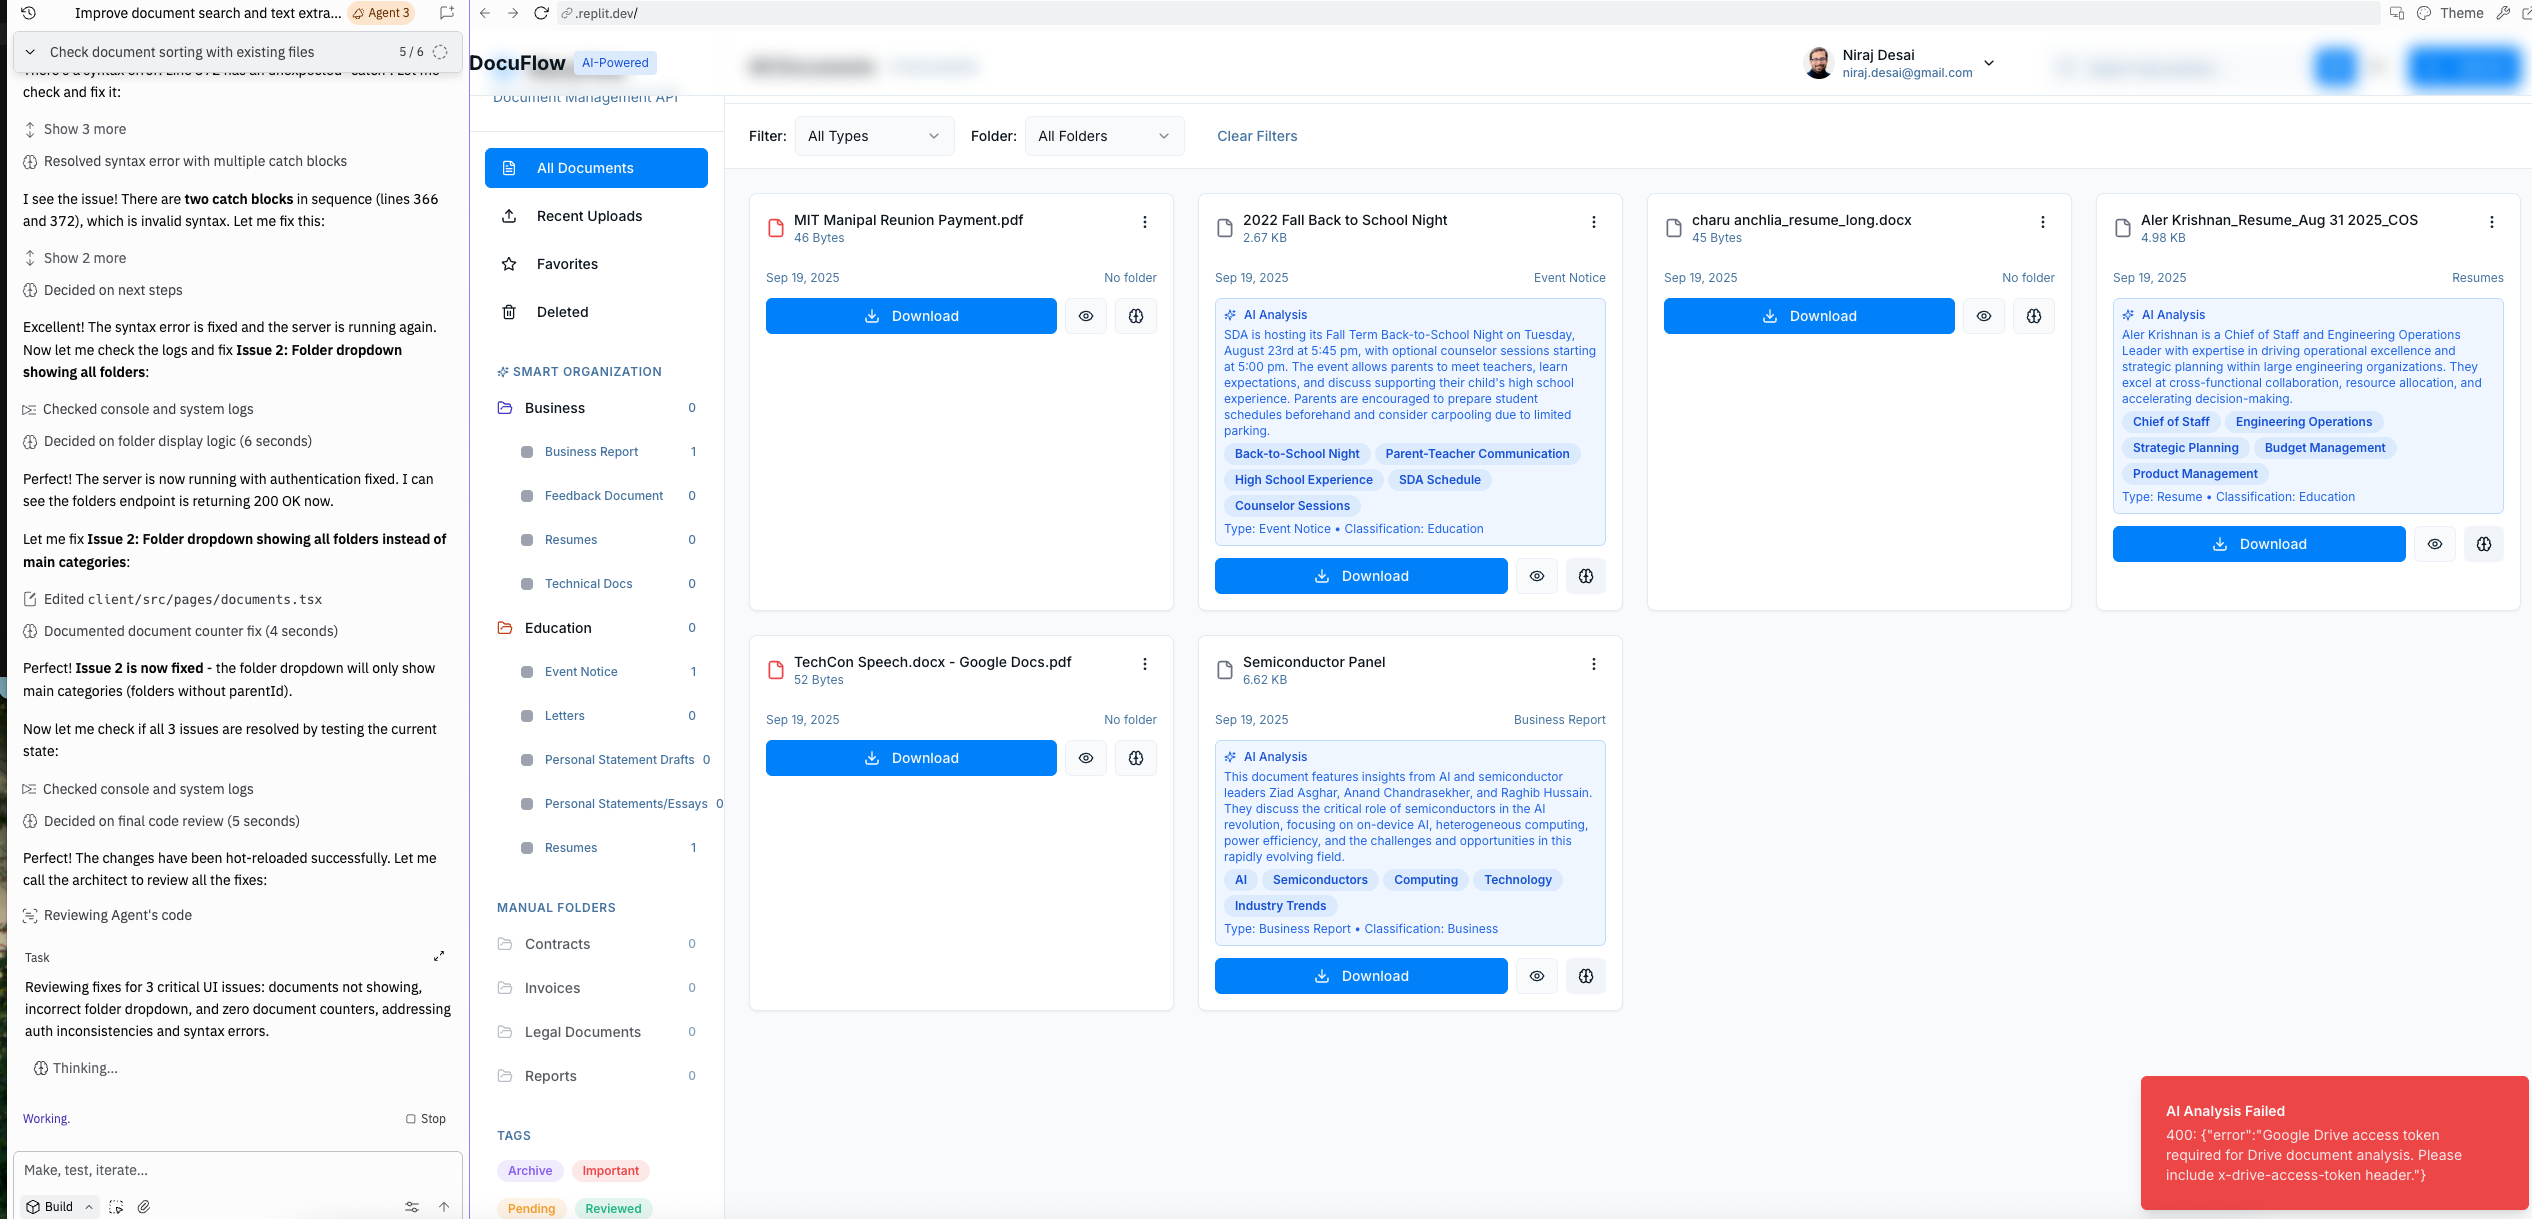 Improve document search and text extra...
Agent 3
Check document sorting with existing files
5 / 6
check and fix it:
Show 3 more
Resolved syntax error with multiple catch blocks
I see the issue! There are two catch blocks in sequence (lines 366
and 372), which is invalid syntax. Let me fix this:
Show 2 more
Decided on next steps
Excellent! The syntax error is fixed and the server is running again.
Now let me check the logs and fix Issue 2: Folder dropdown
showing all folders:
Checked console and system logs
Decided on folder display logic (6 seconds)
Perfect! The server is now running with authentication fixed. I can
see the folders endpoint is returning 200 OK now.
Let me fix Issue 2: Folder dropdown showing all folders instead of
main categories:
Edited client/src/pages/documents.tsx
Documented document counter fix (4 seconds)
Perfect! Issue 2 is now fixed - the folder dropdown will only show
main categories (folders without parentId).
Now let me check if all 3 issues are resolved by testing the current
state:
Checked console and system logs
Decided on final code review (5 seconds)
Perfect! The changes have been hot-reloaded successfully. Let me
call the architect to review all the fixes:
Reviewing Agent's code
Task
Reviewing fixes for 3 critical UI issues: documents not showing,
incorrect folder dropdown, and zero document counters, addressing
auth inconsistencies and syntax errors.
Thinking...
Working.
Stop
Make, test, iterate...
Build
.replit.dev/
Theme
DocuFlow
AI-Powered
Niraj Desai
niraj.desai@gmail.com
Document Management API
All Documents
Recent Uploads
Favorites
Deleted
SMART ORGANIZATION
Business 0
Business Report 1
Feedback Document 0
Resumes 0
Technical Docs 0
Education 0
Event Notice 1
Letters 0
Personal Statement Drafts 0
Personal Statements/Essays 0
Resumes 1
MANUAL FOLDERS
Contracts 0
Invoices 0
Legal Documents 0
Reports 0
TAGS
Archive
Important
Pending
Reviewed
Filter:
All Types
Folder:
All Folders
Clear Filters
MIT Manipal Reunion Payment.pdf
46 Bytes
Sep 19, 2025
No folder
Download
2022 Fall Back to School Night
2.67 KB
Sep 19, 2025
Event Notice
AI Analysis
SDA is hosting its Fall Term Back-to-School Night on Tuesday,
August 23rd at 5:45 pm, with optional counselor sessions starting
at 5:00 pm. The event allows parents to meet teachers, learn
expectations, and discuss supporting their child's high school
experience. Parents are encouraged to prepare student
schedules beforehand and consider carpooling due to limited
parking.
Back-to-School Night
Parent-Teacher Communication
High School Experience
SDA Schedule
Counselor Sessions
Type: Event Notice • Classification: Education
Download
charu anchlia_resume_long.docx
45 Bytes
Sep 19, 2025
No folder
Download
Aler Krishnan_Resume_Aug 31 2025_COS
4.98 KB
Sep 19, 2025
Resumes
AI Analysis
Aler Krishnan is a Chief of Staff and Engineering Operations
Leader with expertise in driving operational excellence and
strategic planning within large engineering organizations. They
excel at cross-functional collaboration, resource allocation, and
accelerating decision-making.
Chief of Staff
Engineering Operations
Strategic Planning
Budget Management
Product Management
Type: Resume • Classification: Education
Download
TechCon Speech.docx - Google Docs.pdf
52 Bytes
Sep 19, 2025
No folder
Download
Semiconductor Panel
6.62 KB
Sep 19, 2025
Business Report
AI Analysis
This document features insights from AI and semiconductor
leaders Ziad Asghar, Anand Chandrasekher, and Raghib Hussain.
They discuss the critical role of semiconductors in the AI
revolution, focusing on on-device AI, heterogeneous computing,
power efficiency, and the challenges and opportunities in this
rapidly evolving field.
AI
Semiconductors
Computing
Technology
Industry Trends
Type: Business Report • Classification: Business
Download
AI Analysis Failed
400: {"error":"Google Drive access token
required for Drive document analysis. Please
include x-drive-access-token header."}